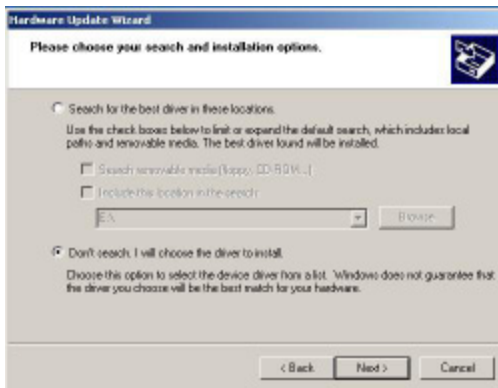 Hardware Update Wizard
Please choose your search and installation options.
Search for the best driver in these locations.
Use the check boxes below to limit or expand the default search, which includes local
paths and removable media. The best driver found will be installed.
Search removable media (floppy, CD-ROM...)
Include this location in the search:
E:\
Browse
Don't search. I will choose the driver to install.
Choose this option to select the device driver from a list. Windows does not guarantee that
the driver you choose will be the best match for your hardware.
< Back
Next >
Cancel